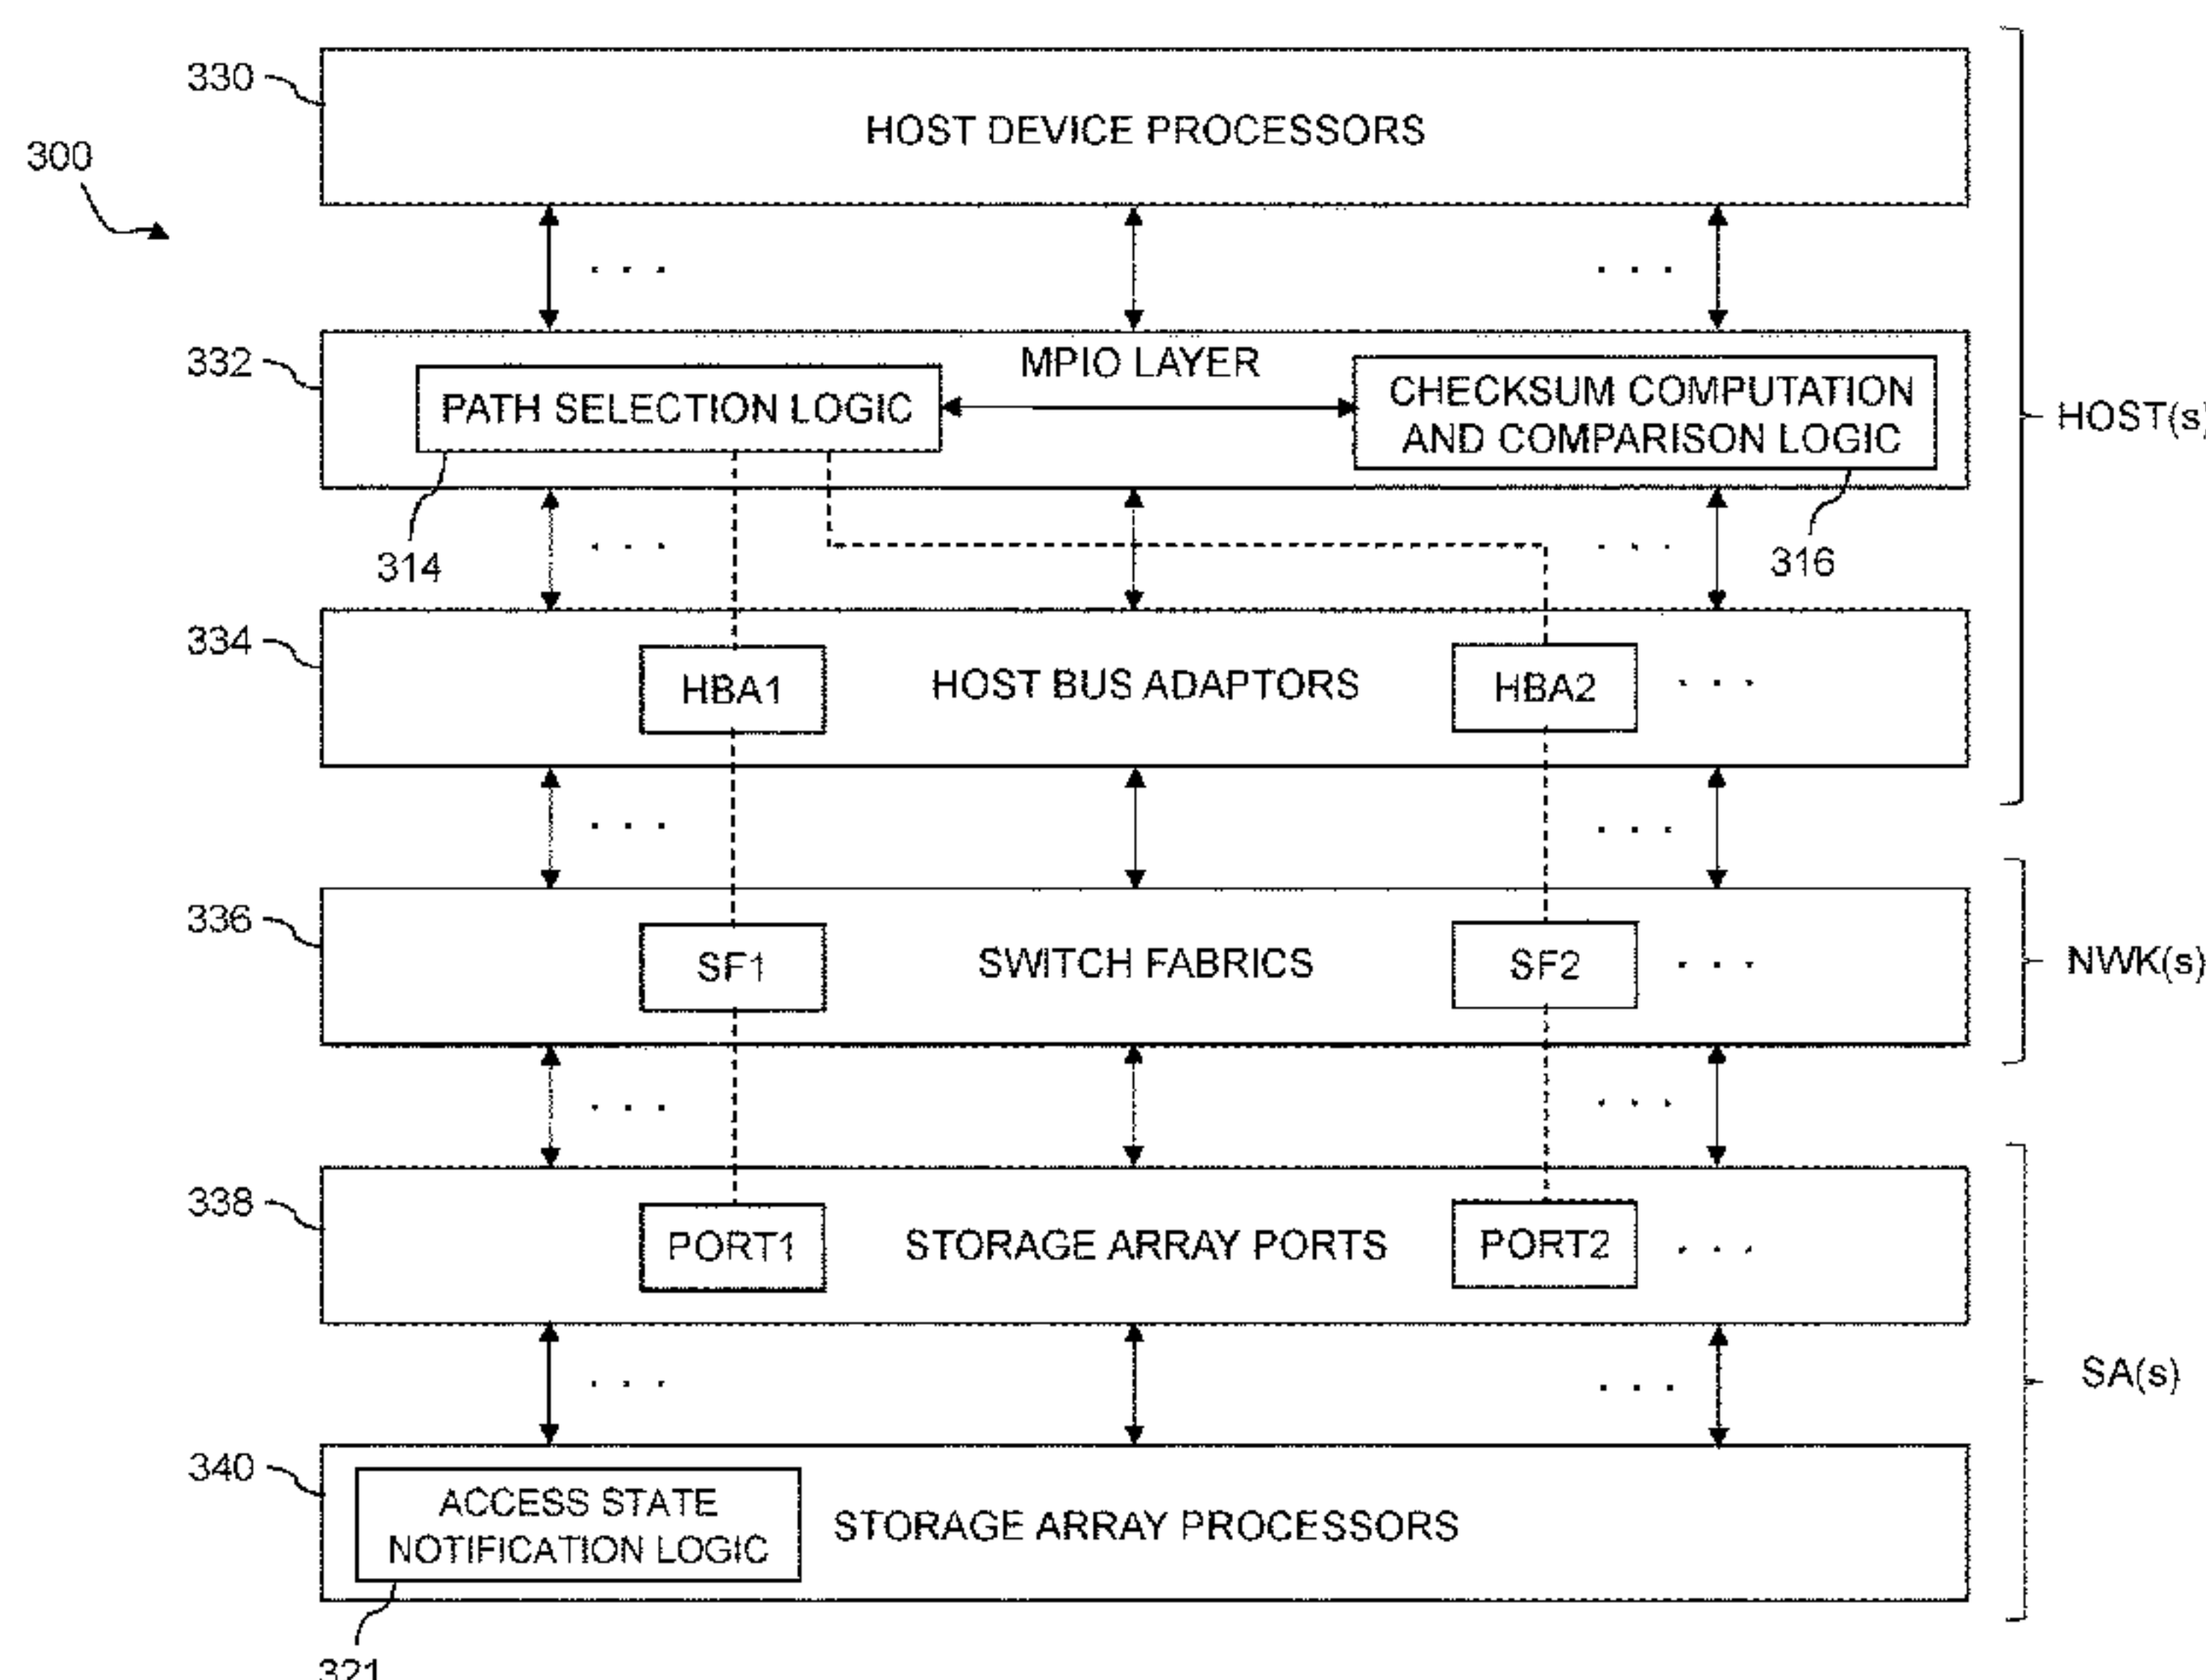 330
HOST DEVICE PROCESSORS
300
. . .
. . .
332
MPIO LAYER
PATH SELECTION LOGIC
CHECKSUM COMPUTATION
AND COMPARISON LOGIC
HOST(s)
. . .
. . .
314
316
334
HBA1
HOST BUS ADAPTORS
HBA2
. . .
. . .
. . .
336
SF1
SWITCH FABRICS
SF2
. . .
NWK(s)
. . .
. . .
338
PORT1
STORAGE ARRAY PORTS
PORT2
. . .
SA(s)
. . .
. . .
340
ACCESS STATE
NOTIFICATION LOGIC
STORAGE ARRAY PROCESSORS
321